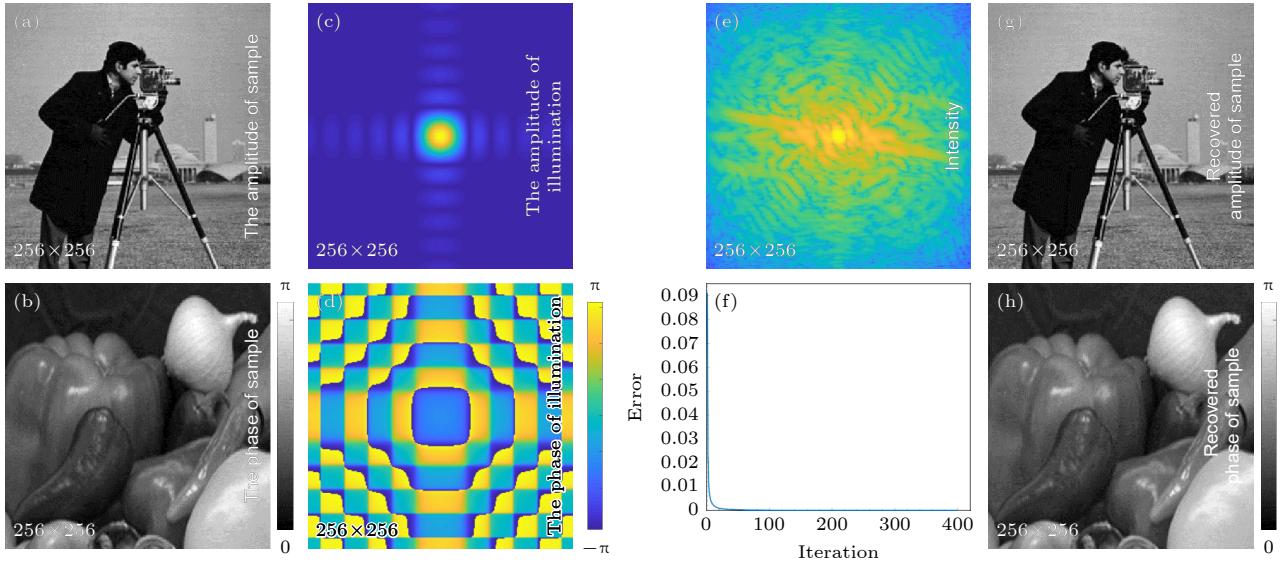 (a)
The amplitude of sample
256×256
(c)
The amplitude of
illumination
256×256
(e)
Intensity
256×256
(g)
Recovered
amplitude of sample
256×256
(b)
The phase of sample
256×256
π
0
(d)
The phase of illumination
256×256
π
−π
(f)
Error
0.09
0.08
0.07
0.06
0.05
0.04
0.03
0.02
0.01
0
0
100
200
300
400
Iteration
(h)
Recovered
phase of sample
256×256
π
0